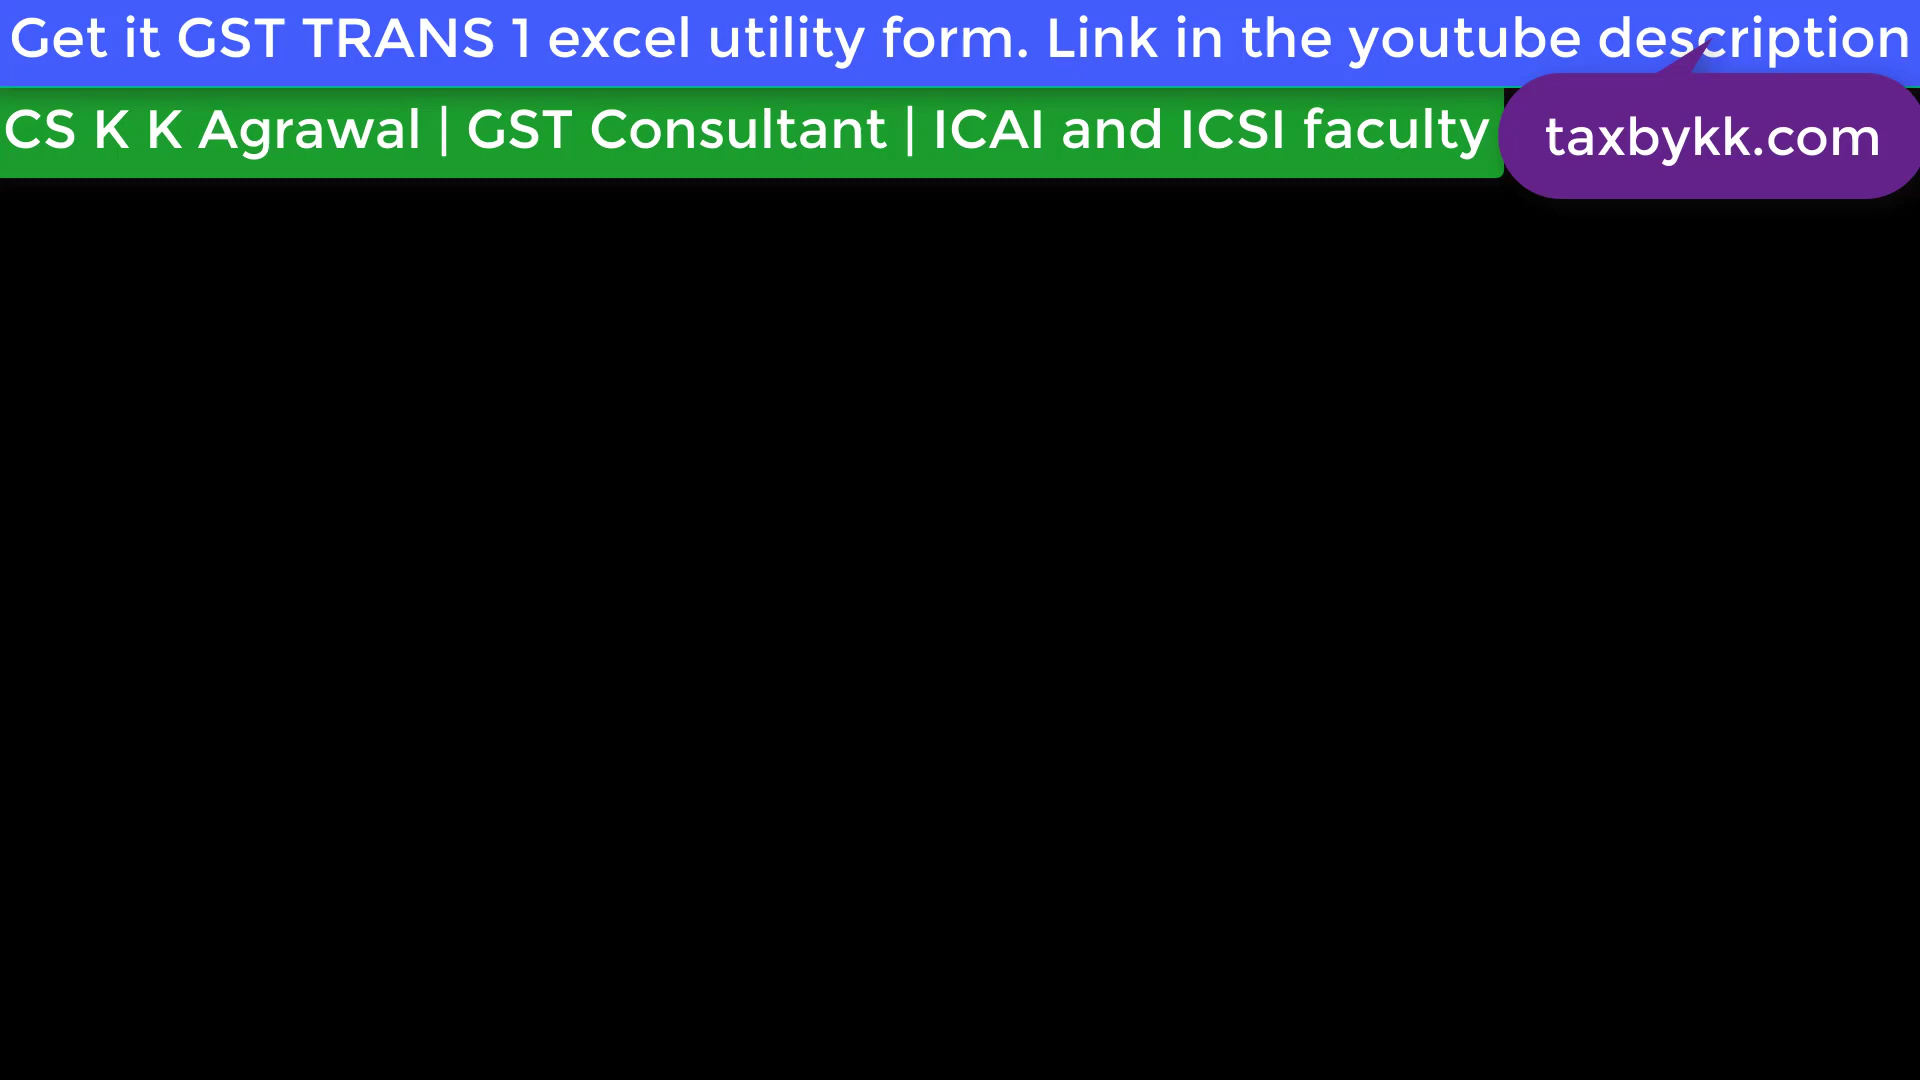 Get it GST TRANS 1 excel utility form. Link in the youtube description
CS K K Agrawal | GST Consultant | ICAI and ICSI faculty
taxbykk.com